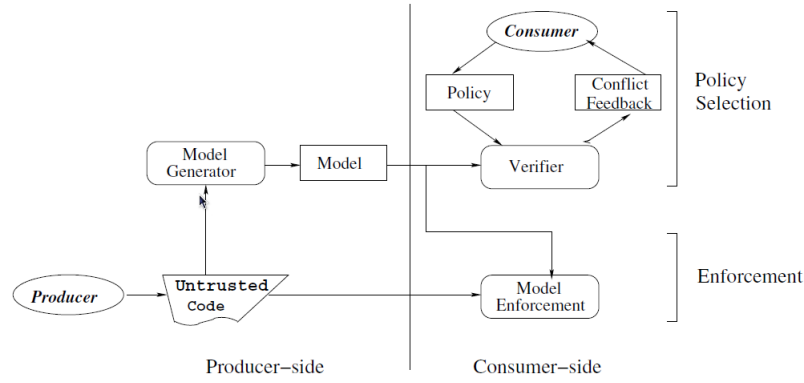 Consumer
Policy
Conflict
Feedback
Policy
Selection
Model
Generator
Model
Verifier
Untrusted
Code
Producer
Model
Enforcement
Enforcement
Producer-side
Consumer-side